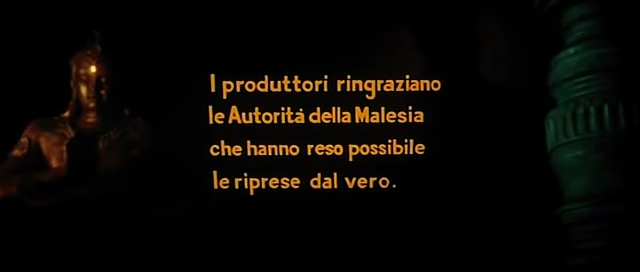 I produttori ringraziano
le Autorità della Malesia
che hanno reso possibile
le riprese dal vero.